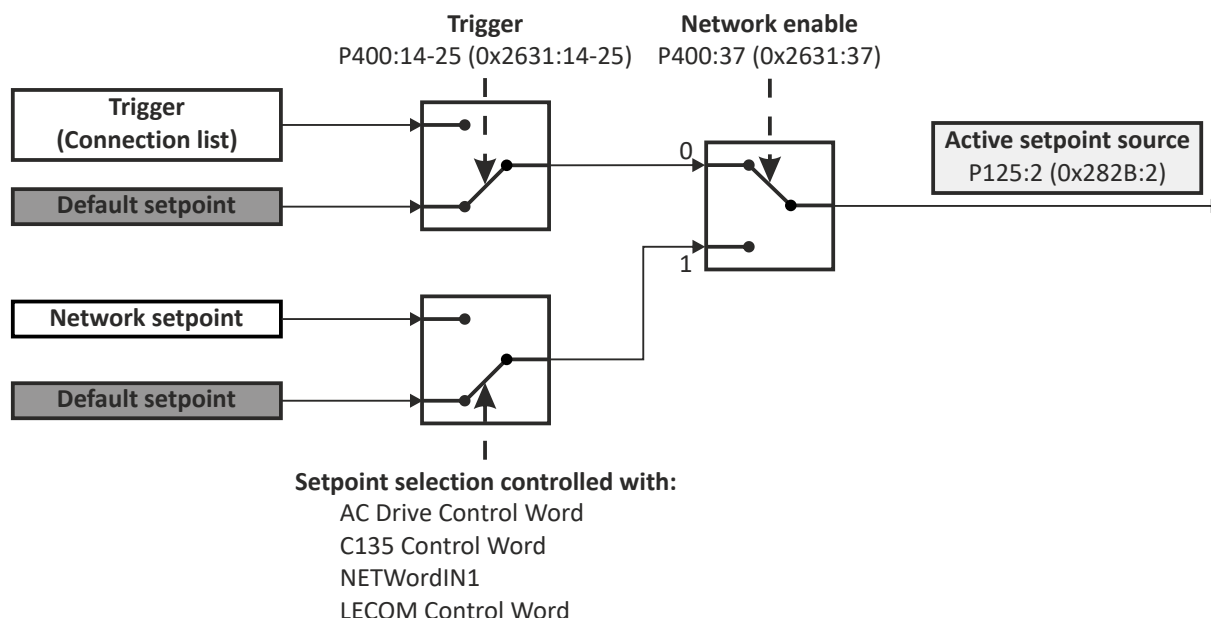 Trigger
P400:14-25 (0x2631:14-25)
Network enable
P400:37 (0x2631:37)
Trigger
(Connection list)
Default setpoint
0
1
Active setpoint source
P125:2 (0x282B:2)
Network setpoint
Default setpoint
Setpoint selection controlled with:
AC Drive Control Word
C135 Control Word
NETWordIN1
LECOM Control Word